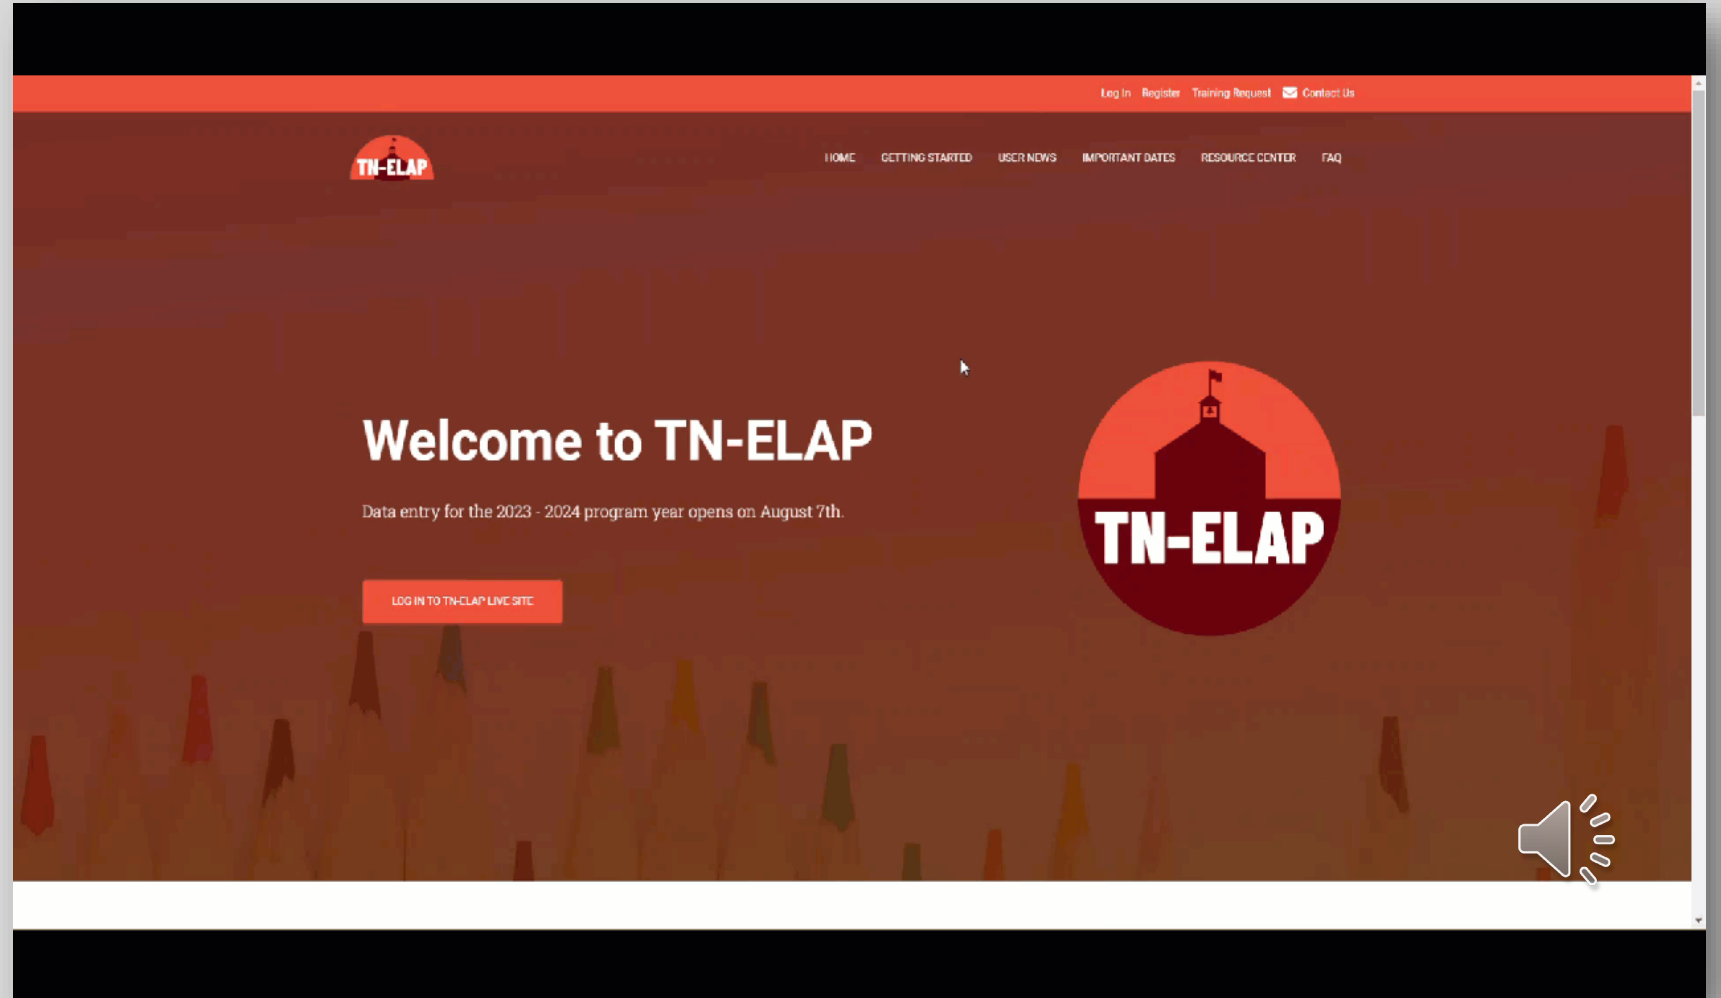 Log In Register Training Request Contact Us
TN-ELAP
HOME GETTING STARTED USER NEWS IMPORTANT DATES RESOURCE CENTER FAQ
Welcome to TN-ELAP
Data entry for the 2023 - 2024 program year opens on August 7th.
TN-ELAP
LOG IN TO TN-ELAP LIVE SITE